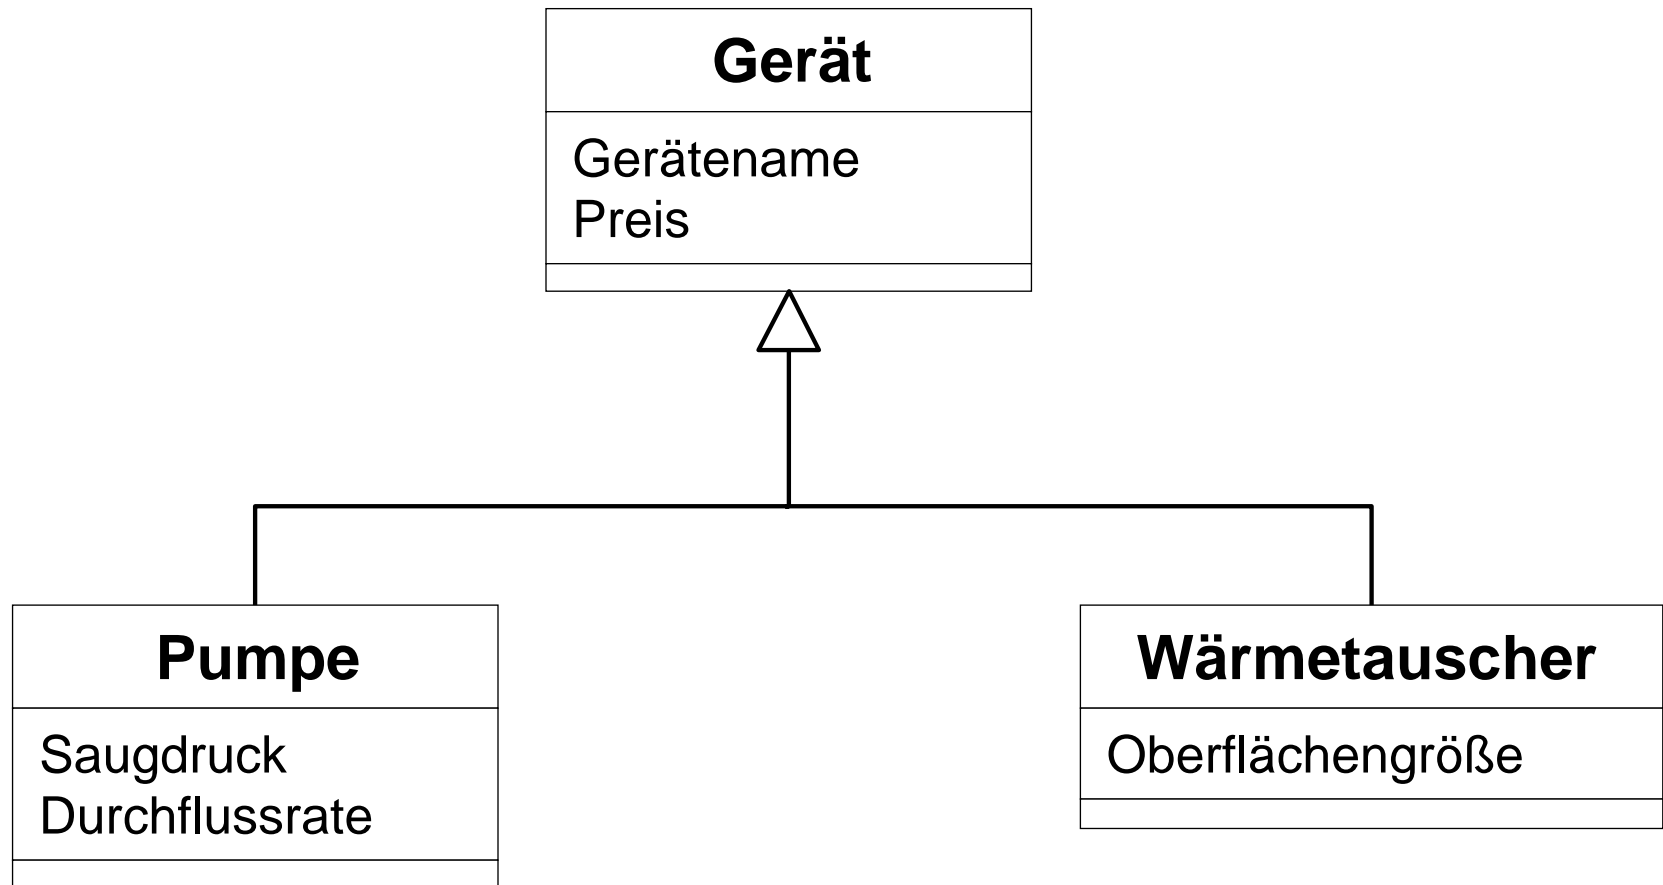 Gerät
Gerätename
Preis
Pumpe
Saugdruck
Durchflussrate
Wärmetauscher
Oberflächengröße